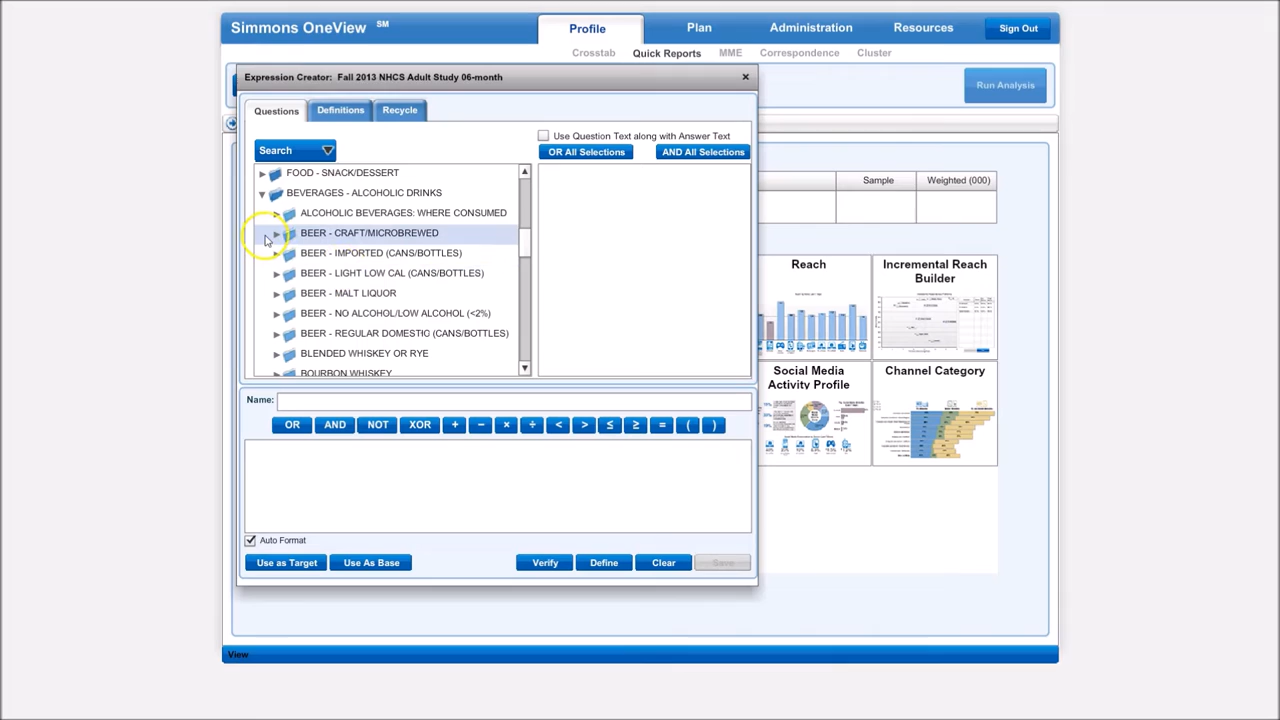 Simmons OneView SM
Profile
Plan
Administration
Resources
Sign Out
Crosstab
Quick Reports
MME
Correspondence
Cluster
Expression Creator: Fall 2013 NHCS Adult Study 06-month
Run Analysis
Questions
Definitions
Recycle
Use Question Text along with Answer Text
Search
OR All Selections
AND All Selections
FOOD - SNACK/DESSERT
BEVERAGES - ALCOHOLIC DRINKS
ALCOHOLIC BEVERAGES: WHERE CONSUMED
BEER - CRAFT/MICROBREWED
BEER - IMPORTED (CANS/BOTTLES)
BEER - LIGHT LOW CAL (CANS/BOTTLES)
BEER - MALT LIQUOR
BEER - NO ALCOHOL/LOW ALCOHOL (<2%)
BEER - REGULAR DOMESTIC (CANS/BOTTLES)
BLENDED WHISKEY OR RYE
BOURBON WHISKEY
Sample
Weighted (000)
Reach
Incremental Reach
Builder
Social Media
Activity Profile
Channel Category
Name:
OR
AND
NOT
XOR
+
−
×
÷
<
>
≤
≥
=
(
)
Auto Format
Use as Target
Use As Base
Verify
Define
Clear
Save
View